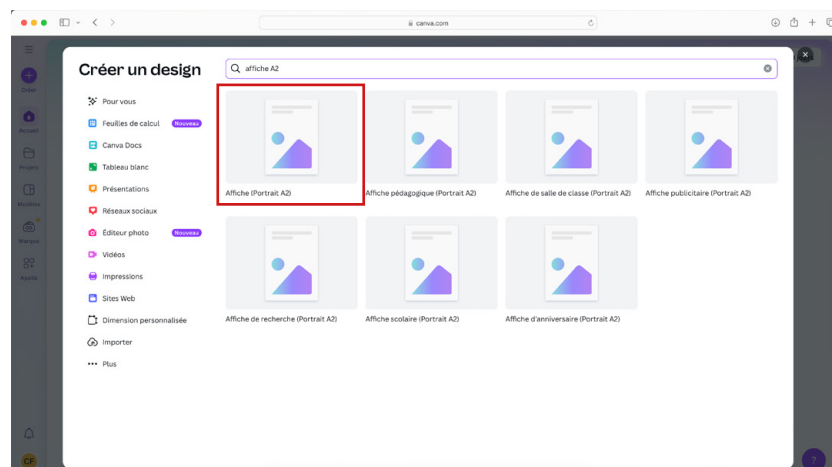 canva.com
Créer un design
affiche A2
Pour vous
Feuilles de calcul Nouveau
Canva Docs
Tableau blanc
Présentations
Réseaux sociaux
Éditeur photo Nouveau
Vidéos
Impressions
Sites Web
Dimension personnalisée
Importer
Plus
Affiche (Portrait A2)
Affiche pédagogique (Portrait A2)
Affiche de salle de classe (Portrait A2)
Affiche publicitaire (Portrait A2)
Affiche de recherche (Portrait A2)
Affiche scolaire (Portrait A2)
Affiche d'anniversaire (Portrait A2)
Créer
Accueil
Projets
Modèles
Marque
Applis
CF
?